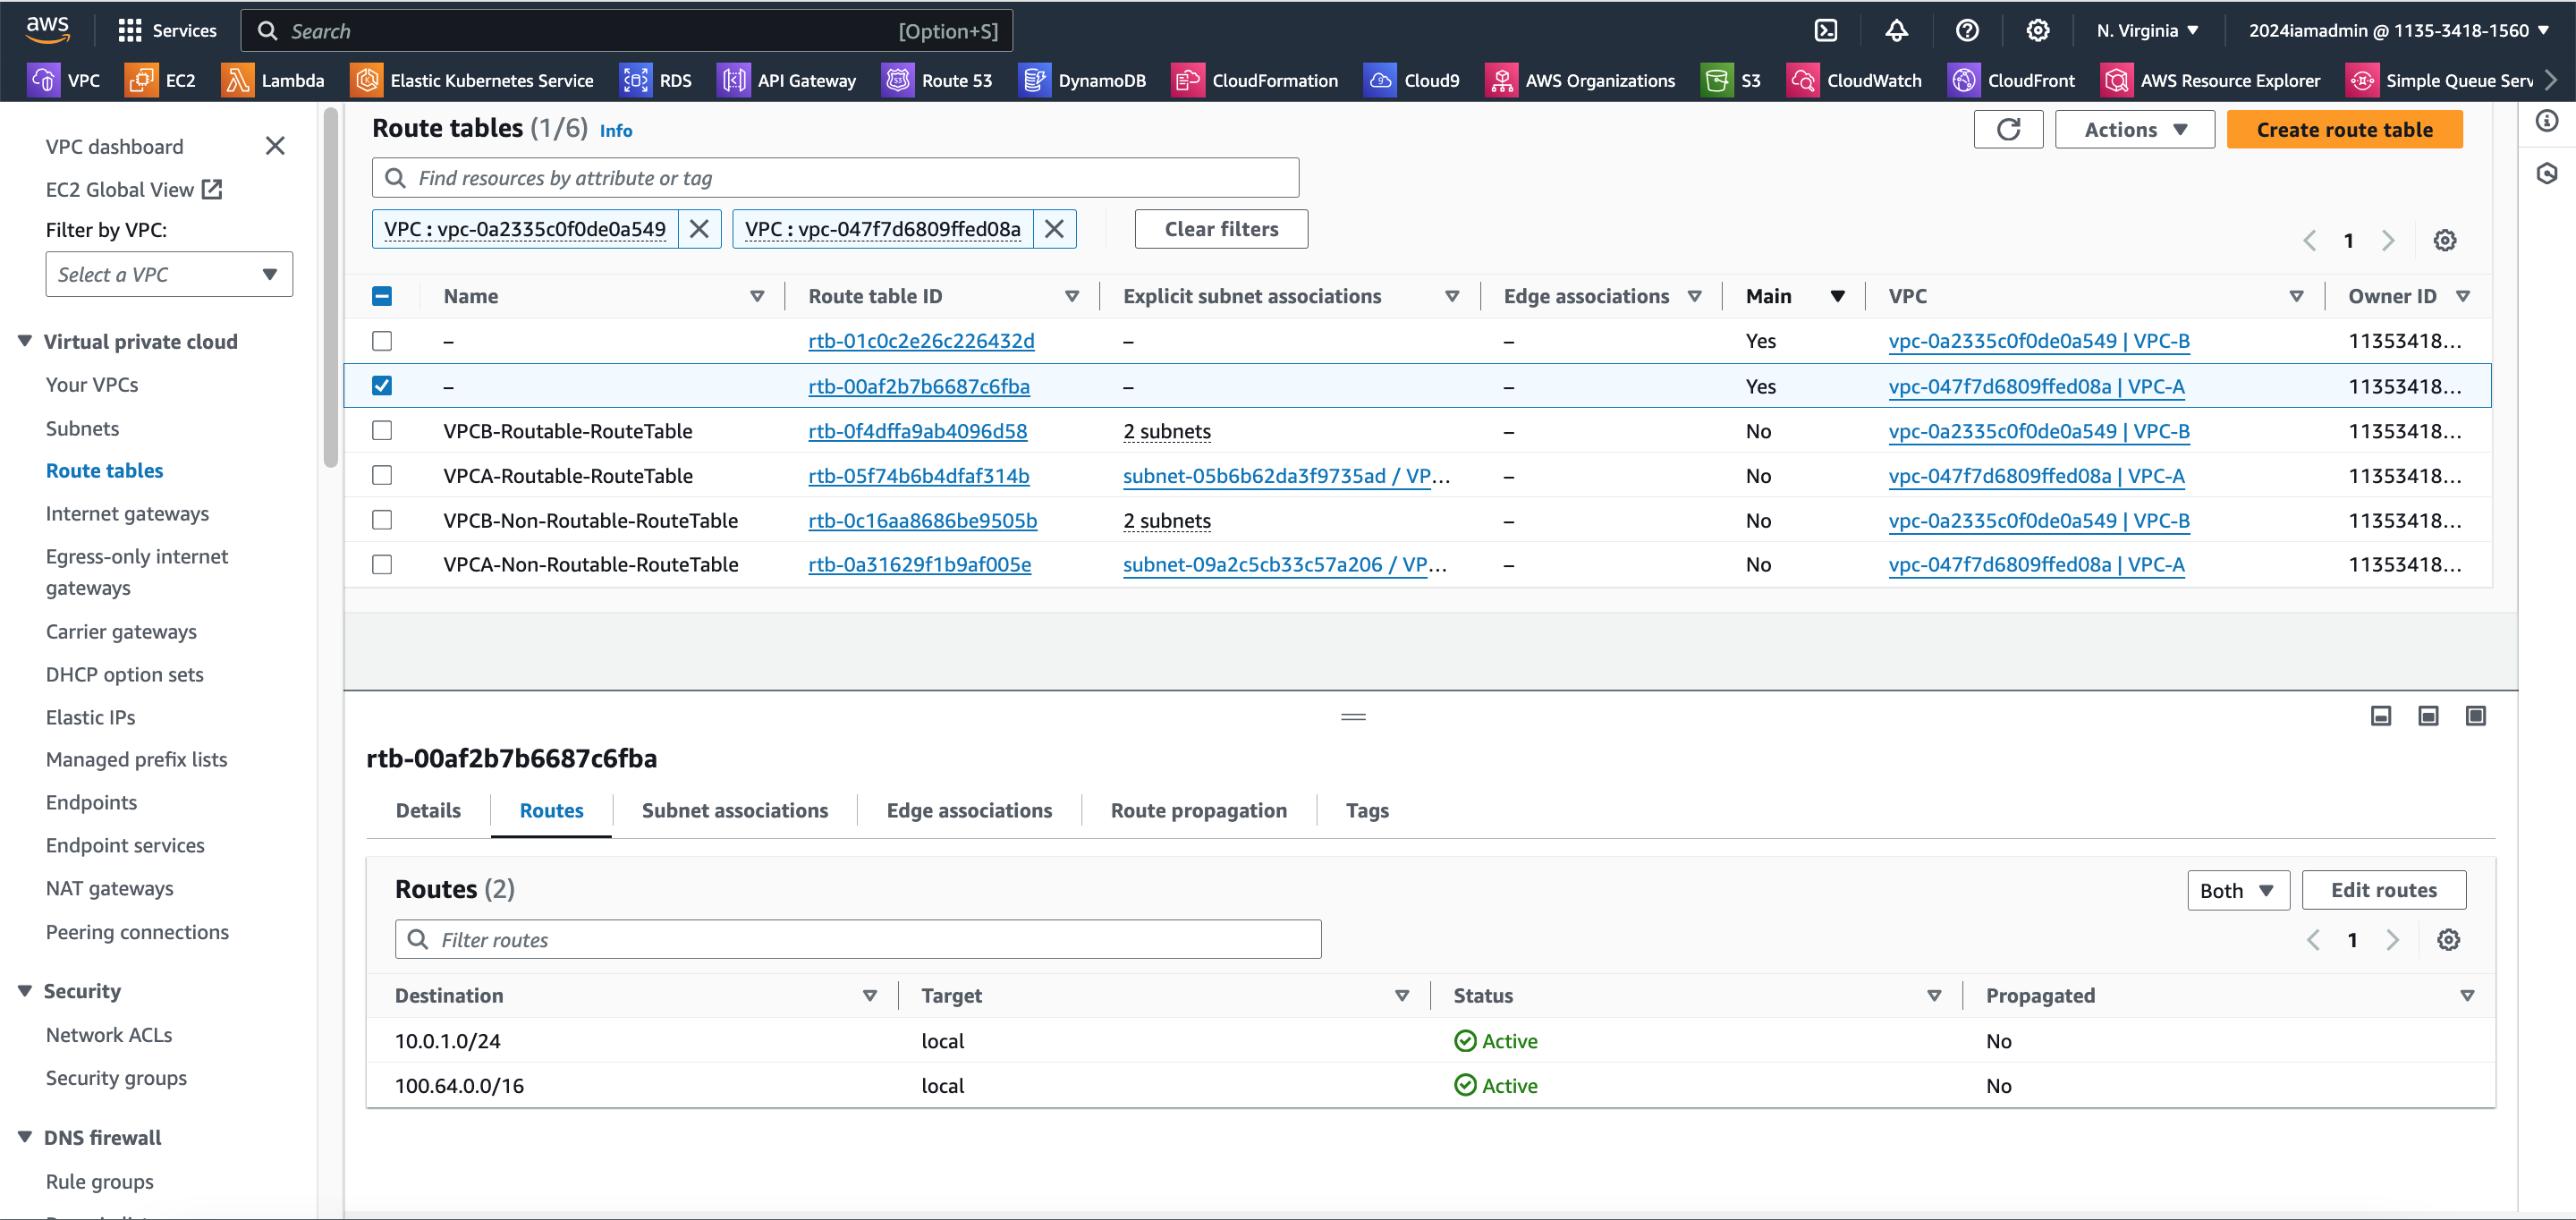 aws
Services
Search
[Option+S]
N. Virginia
2024iamadmin @ 1135-3418-1560
VPC
EC2
Lambda
Elastic Kubernetes Service
RDS
API Gateway
Route 53
DynamoDB
CloudFormation
Cloud9
AWS Organizations
S3
CloudWatch
CloudFront
AWS Resource Explorer
Simple Queue Serv
VPC dashboard
EC2 Global View
Filter by VPC:
Select a VPC
Virtual private cloud
Your VPCs
Subnets
Route tables
Internet gateways
Egress-only internet
gateways
Carrier gateways
DHCP option sets
Elastic IPs
Managed prefix lists
Endpoints
Endpoint services
NAT gateways
Peering connections
Security
Network ACLs
Security groups
DNS firewall
Rule groups
Route tables (1/6) Info
Actions
Create route table
Find resources by attribute or tag
VPC : vpc-0a2335c0f0de0a549
VPC : vpc-047f7d6809ffed08a
Clear filters
1
Name Route table ID Explicit subnet associations Edge associations Main VPC Owner ID
– rtb-01c0c2e26c226432d – – Yes vpc-0a2335c0f0de0a549 | VPC-B 11353418...
– rtb-00af2b7b6687c6fba – – Yes vpc-047f7d6809ffed08a | VPC-A 11353418...
VPCB-Routable-RouteTable rtb-0f4dffa9ab4096d58 2 subnets – No vpc-0a2335c0f0de0a549 | VPC-B 11353418...
VPCA-Routable-RouteTable rtb-05f74b6b4dfaf314b subnet-05b6b62da3f9735ad / VP... – No vpc-047f7d6809ffed08a | VPC-A 11353418...
VPCB-Non-Routable-RouteTable rtb-0c16aa8686be9505b 2 subnets – No vpc-0a2335c0f0de0a549 | VPC-B 11353418...
VPCA-Non-Routable-RouteTable rtb-0a31629f1b9af005e subnet-09a2c5cb33c57a206 / VP... – No vpc-047f7d6809ffed08a | VPC-A 11353418...
rtb-00af2b7b6687c6fba
Details Routes Subnet associations Edge associations Route propagation Tags
Routes (2)
Both
Edit routes
Filter routes
1
Destination Target Status Propagated
10.0.1.0/24 local Active No
100.64.0.0/16 local Active No